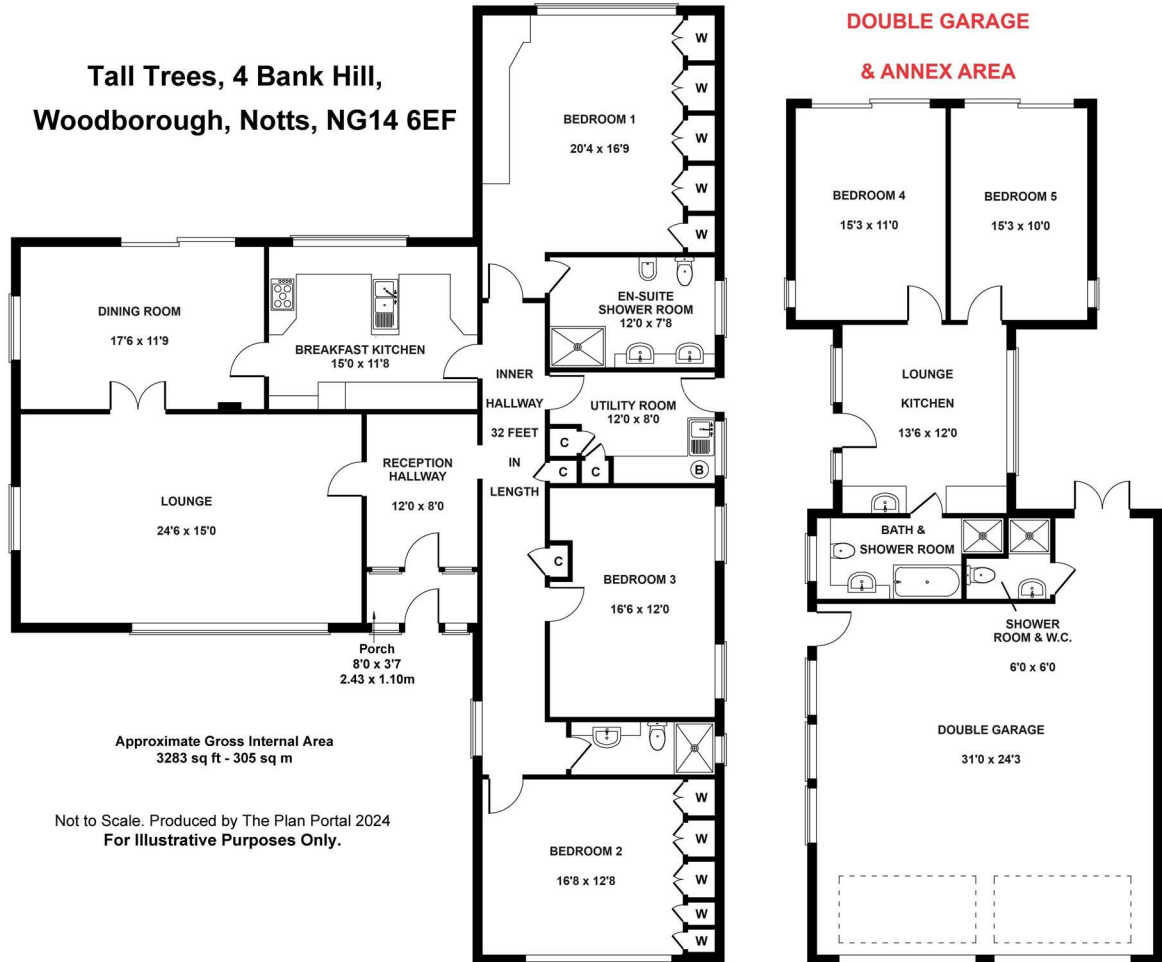 Tall Trees, 4 Bank Hill,
Woodborough, Notts, NG14 6EF
DOUBLE GARAGE
& ANNEX AREA
BEDROOM 1
20'4 x 16'9
W
W
W
W
W
EN-SUITE
SHOWER ROOM
12'0 x 7'8
DINING ROOM
17'6 x 11'9
BREAKFAST KITCHEN
15'0 x 11'8
INNER
HALLWAY
32 FEET
IN
LENGTH
UTILITY ROOM
12'0 x 8'0
C
C
C
B
LOUNGE
24'6 x 15'0
RECEPTION
HALLWAY
12'0 x 8'0
C
BEDROOM 3
16'6 x 12'0
Porch
8'0 x 3'7
2.43 x 1.10m
Approximate Gross Internal Area
3283 sq ft - 305 sq m
Not to Scale. Produced by The Plan Portal 2024
For Illustrative Purposes Only.
BEDROOM 2
16'8 x 12'8
W
W
W
W
W
BEDROOM 4
15'3 x 11'0
BEDROOM 5
15'3 x 10'0
LOUNGE
KITCHEN
13'6 x 12'0
BATH &
SHOWER ROOM
SHOWER
ROOM & W.C.
6'0 x 6'0
DOUBLE GARAGE
31'0 x 24'3